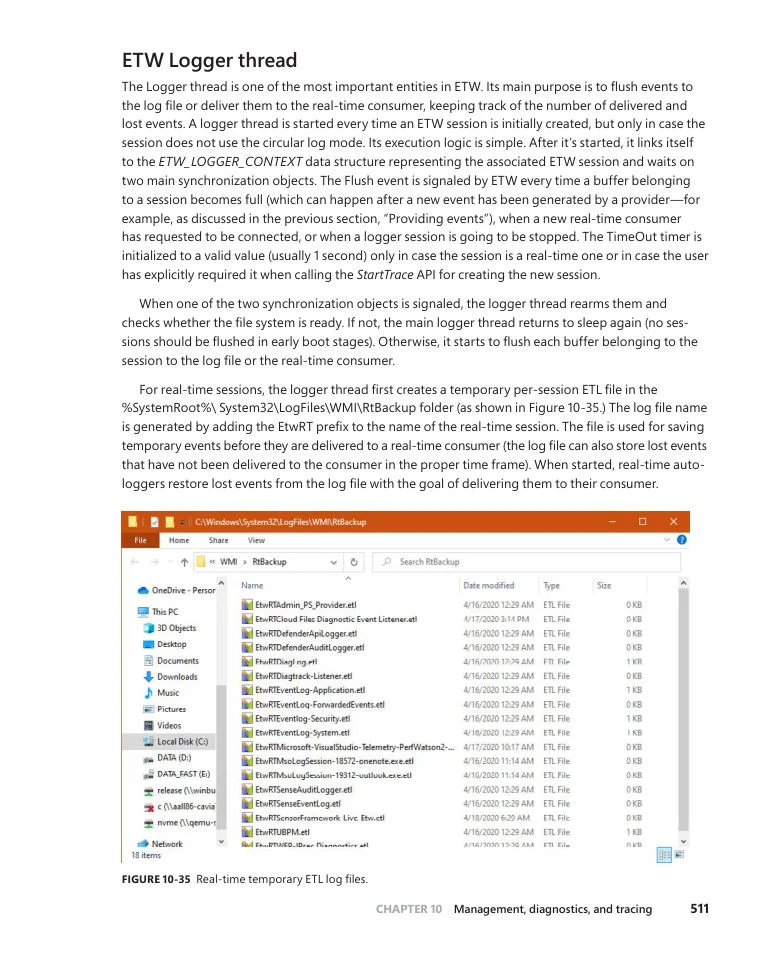 ETW Logger thread
The Logger thread is one of the most important entities in ETW. Its main purpose is to flush events to
the log file or deliver them to the real-time consumer, keeping track of the number of delivered and
lost events. A logger thread is started every time an ETW session is initially created, but only in case the
session does not use the circular log mode. Its execution logic is simple. After it’s started, it links itself
to the ETW_LOGGER_CONTEXT data structure representing the associated ETW session and waits on
two main synchronization objects. The Flush event is signaled by ETW every time a buffer belonging
to a session becomes full (which can happen after a new event has been generated by a provider—for
example, as discussed in the previous section, “Providing events”), when a new real-time consumer
has requested to be connected, or when a logger session is going to be stopped. The TimeOut timer is
initialized to a valid value (usually 1 second) only in case the session is a real-time one or in case the user
has explicitly required it when calling the StartTrace API for creating the new session.
When one of the two synchronization objects is signaled, the logger thread rearms them and
checks whether the file system is ready. If not, the main logger thread returns to sleep again (no ses-
sions should be flushed in early boot stages). Otherwise, it starts to flush each buffer belonging to the
session to the log file or the real-time consumer.
For real-time sessions, the logger thread first creates a temporary per-session ETL file in the
%SystemRoot%\ System32\LogFiles\WMI\RtBackup folder (as shown in Figure 10-35.) The log file name
is generated by adding the EtwRT prefix to the name of the real-time session. The file is used for saving
temporary events before they are delivered to a real-time consumer (the log file can also store lost events
that have not been delivered to the consumer in the proper time frame). When started, real-time auto-
loggers restore lost events from the log file with the goal of delivering them to their consumer.
C:\Windows\System32\LogFiles\WMI\RtBackup
File Home Share View
« WMI › RtBackup Search RtBackup
Name Date modified Type Size
OneDrive - Person
This PC
3D Objects
Desktop
Documents
Downloads
Music
Pictures
Videos
Local Disk (C:)
DATA (D:)
DATA_FAST (E:)
release (\\winbu
c (\\aall86-cavia
nvme (\\qemu-s
Network
EtwRTAdmin_PS_Provider.etl 4/16/2020 12:29 AM ETL File 0 KB
EtwRTCloud Files Diagnostic Event Listener.etl 4/17/2020 3:14 PM ETL File 0 KB
EtwRTDefenderApiLogger.etl 4/16/2020 12:29 AM ETL File 0 KB
EtwRTDefenderAuditLogger.etl 4/16/2020 12:29 AM ETL File 0 KB
EtwRTDiagLog.etl 4/16/2020 12:29 AM ETL File 1 KB
EtwRTDiagtrack-Listener.etl 4/16/2020 12:29 AM ETL File 0 KB
EtwRTEventLog-Application.etl 4/16/2020 12:29 AM ETL File 1 KB
EtwRTEventLog-ForwardedEvents.etl 4/16/2020 12:29 AM ETL File 0 KB
EtwRTEventlog-Security.etl 4/16/2020 12:29 AM ETL File 1 KB
EtwRTEventLog-System.etl 4/16/2020 12:29 AM ETL File 1 KB
EtwRTMicrosoft-VisualStudio-Telemetry-PerfWatson2-... 4/17/2020 10:17 AM ETL File 0 KB
EtwRTMsoLogSession-18572-onenote.exe.etl 4/16/2020 11:14 AM ETL File 0 KB
EtwRTMsoLogSession-19312-outlook.exe.etl 4/16/2020 11:14 AM ETL File 0 KB
EtwRTSenseAuditLogger.etl 4/16/2020 12:29 AM ETL File 0 KB
EtwRTSenseEventLog.etl 4/16/2020 12:29 AM ETL File 0 KB
EtwRTSensorFramework-Live-Etw.etl 4/18/2020 6:29 AM ETL File 0 KB
EtwRTUBPM.etl 4/16/2020 12:29 AM ETL File 1 KB
EtwRTWFP-IPsec Diagnostics.etl 4/16/2020 12:29 AM ETL File 0 KB
18 items
FIGURE 10-35 Real-time temporary ETL log files.
CHAPTER 10 Management, diagnostics, and tracing 511